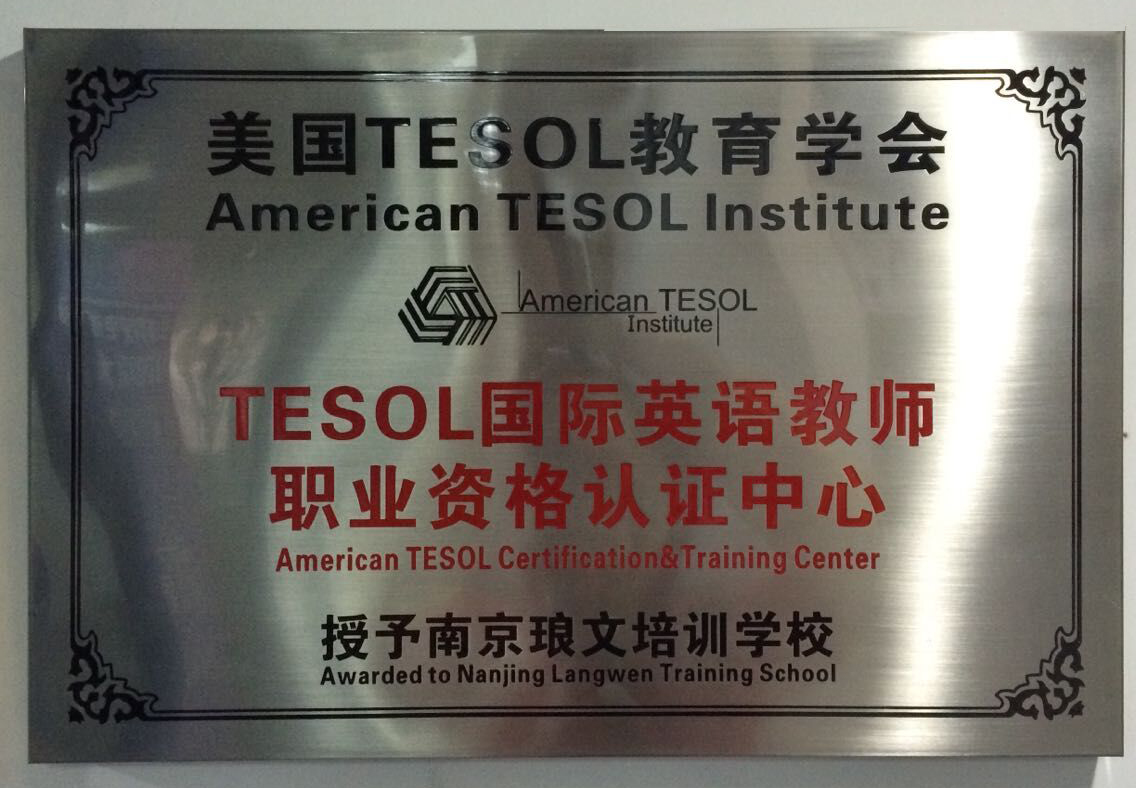 美国TESOL教育学会
American TESOL Institute
American TESOL
Institute
TESOL国际英语教师
职业资格认证中心
American TESOL Certification&Training Center
授予南京琅文培训学校
Awarded to Nanjing Langwen Training School